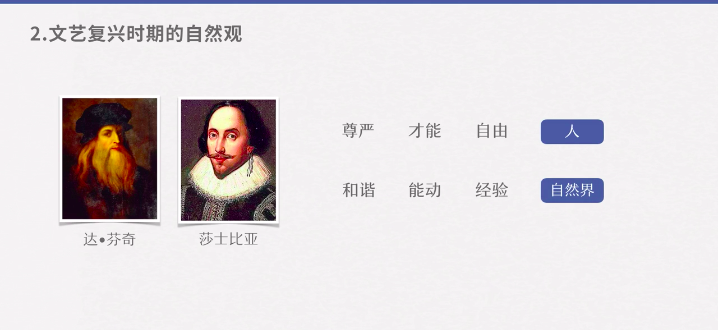 2.文艺复兴时期的自然观
尊严 才能 自由 人
和谐 能动 经验 自然界
达•芬奇 莎士比亚